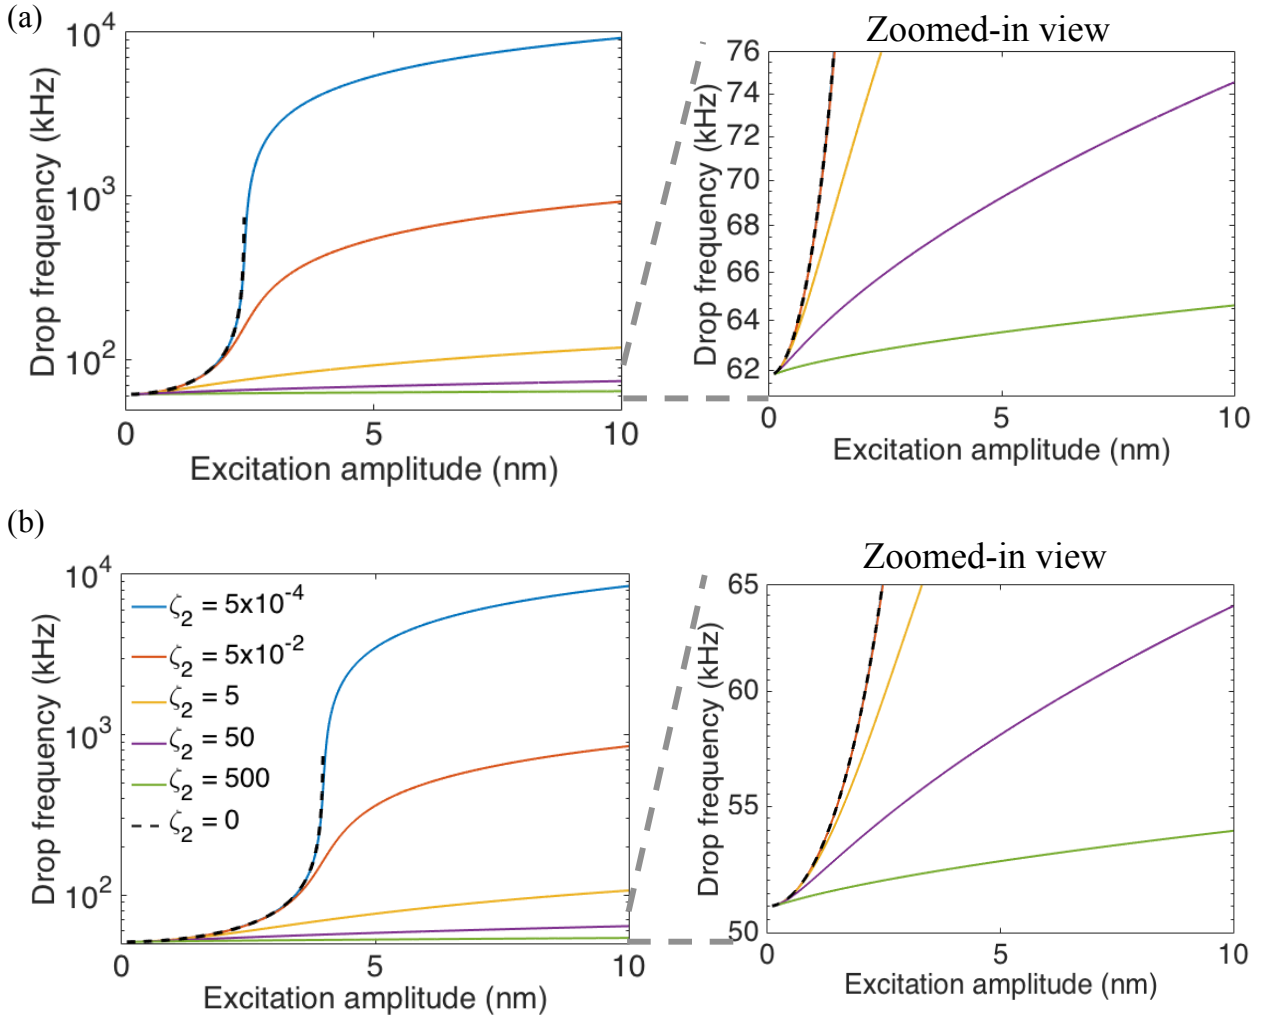 (a)
Zoomed-in view
10^4
10^3
10^2
0 5 10
Drop frequency (kHz)
Excitation amplitude (nm)
76
74
72
70
68
66
64
62
0 5 10
Drop frequency (kHz)
Excitation amplitude (nm)
(b)
Zoomed-in view
10^4
10^3
10^2
0 5 10
Drop frequency (kHz)
Excitation amplitude (nm)
ζ₂ = 5x10^-4
ζ₂ = 5x10^-2
ζ₂ = 5
ζ₂ = 50
ζ₂ = 500
ζ₂ = 0
65
60
55
50
0 5 10
Drop frequency (kHz)
Excitation amplitude (nm)